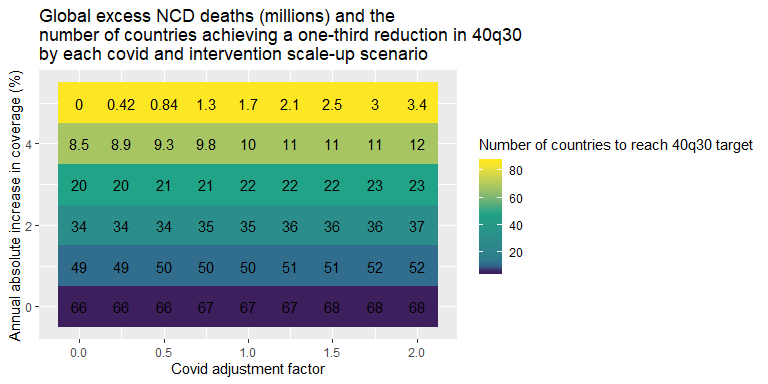 Global excess NCD deaths (millions) and the
number of countries achieving a one-third reduction in 40q30
by each covid and intervention scale-up scenario
Annual absolute increase in coverage (%)
4
2
0
0 0.42 0.84 1.3 1.7 2.1 2.5 3 3.4
8.5 8.9 9.3 9.8 10 11 11 11 12
20 20 21 21 22 22 22 23 23
34 34 34 35 35 36 36 36 37
49 49 50 50 50 51 51 52 52
66 66 66 67 67 67 68 68 68
0.0 0.5 1.0 1.5 2.0
Covid adjustment factor
Number of countries to reach 40q30 target
80
60
40
20